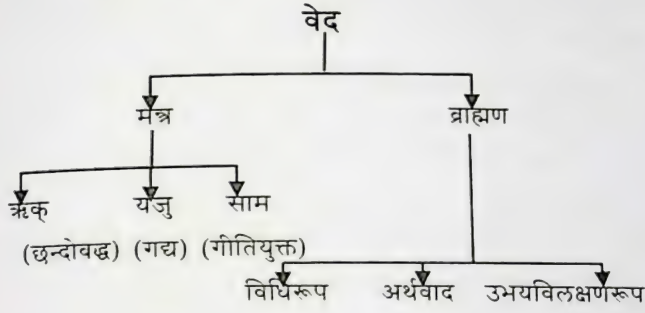 वेद
मन्त्र ब्राह्मण
ऋक् यजु साम
(छन्दोबद्ध) (गद्य) (गीतियुक्त)
विधिरूप अर्थवाद उभयविलक्षणरूप